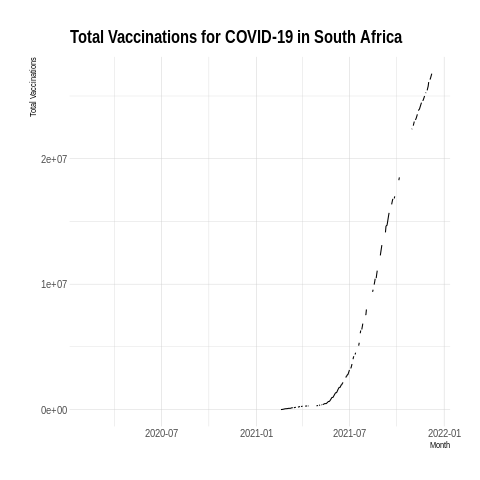 Total Vaccinations for COVID-19 in South Africa
Total Vaccinations
2e+07
1e+07
0e+00
2020-07 2021-01 2021-07 2022-01
Month